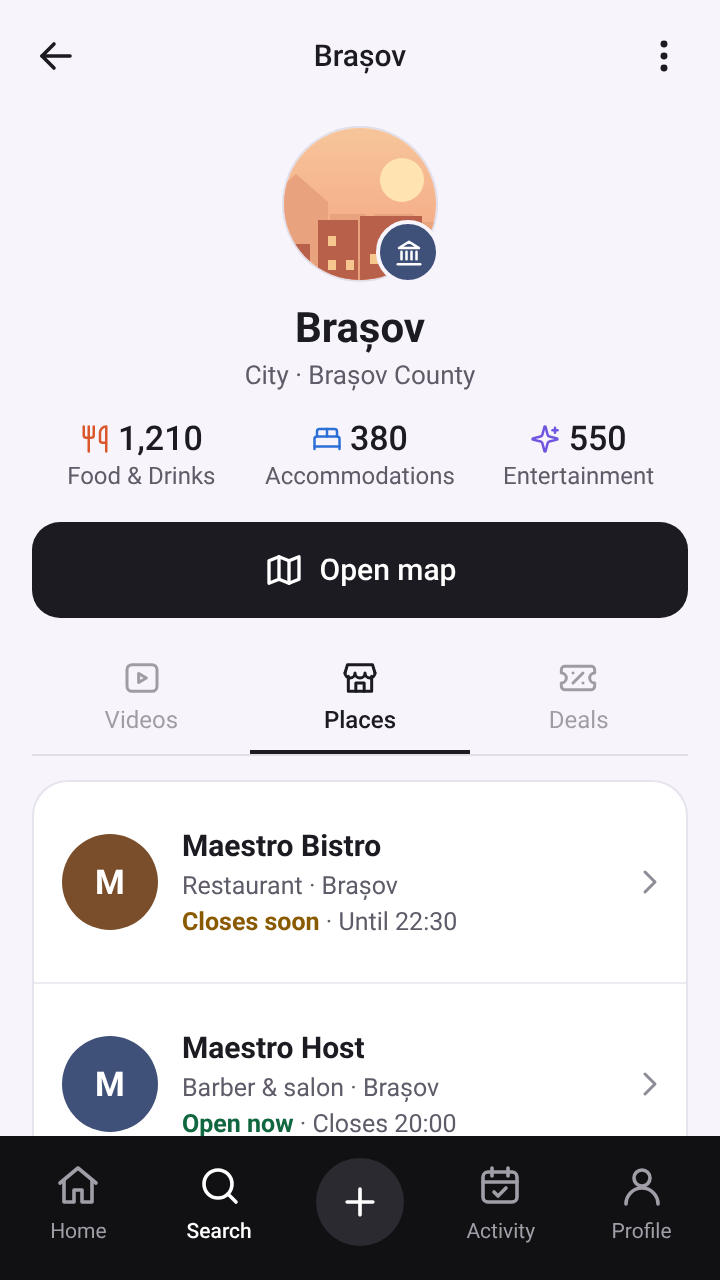 Brașov
Brașov
City · Brașov County
1,210 380 550
Food & Drinks Accommodations Entertainment
Open map
Videos Places Deals
M
Maestro Bistro
Restaurant · Brașov
Closes soon · Until 22:30
M
Maestro Host
Barber & salon · Brașov
Open now · Closes 20:00
Home Search Activity Profile